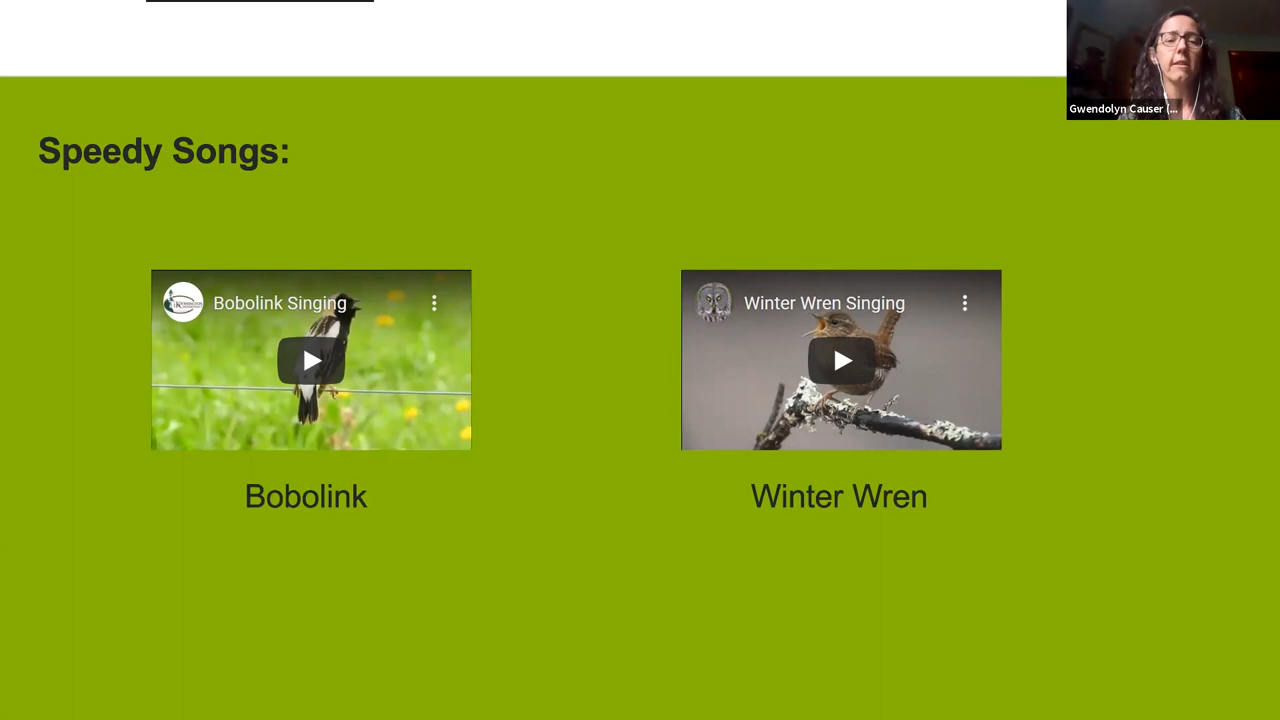 Gwendolyn Causer (...
Speedy Songs:
Bobolink Singing
Winter Wren Singing
Bobolink
Winter Wren